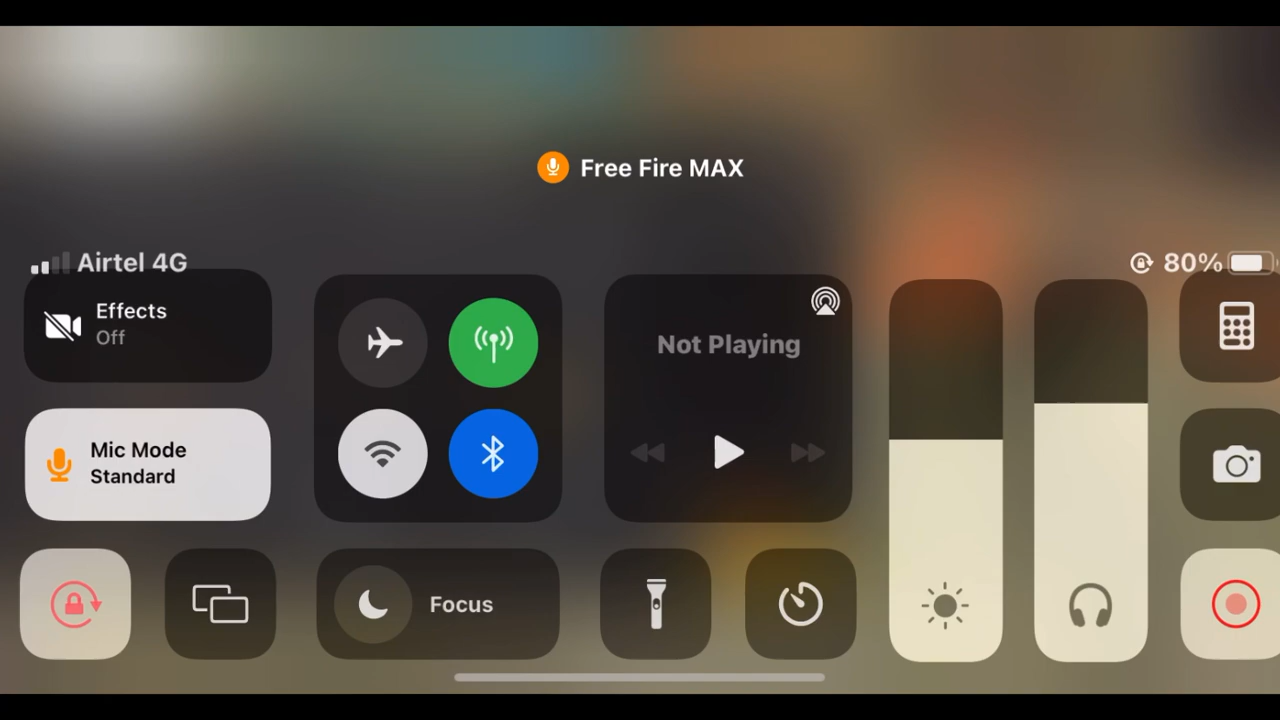 Free Fire MAX
Airtel 4G
80%
Effects
Off
Not Playing
Mic Mode
Standard
Focus